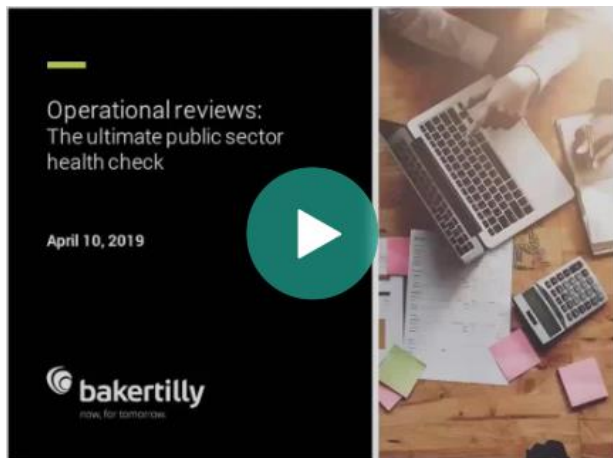 Operational reviews:
The ultimate public sector
health check
April 10, 2019
bakertilly
now, for tomorrow.